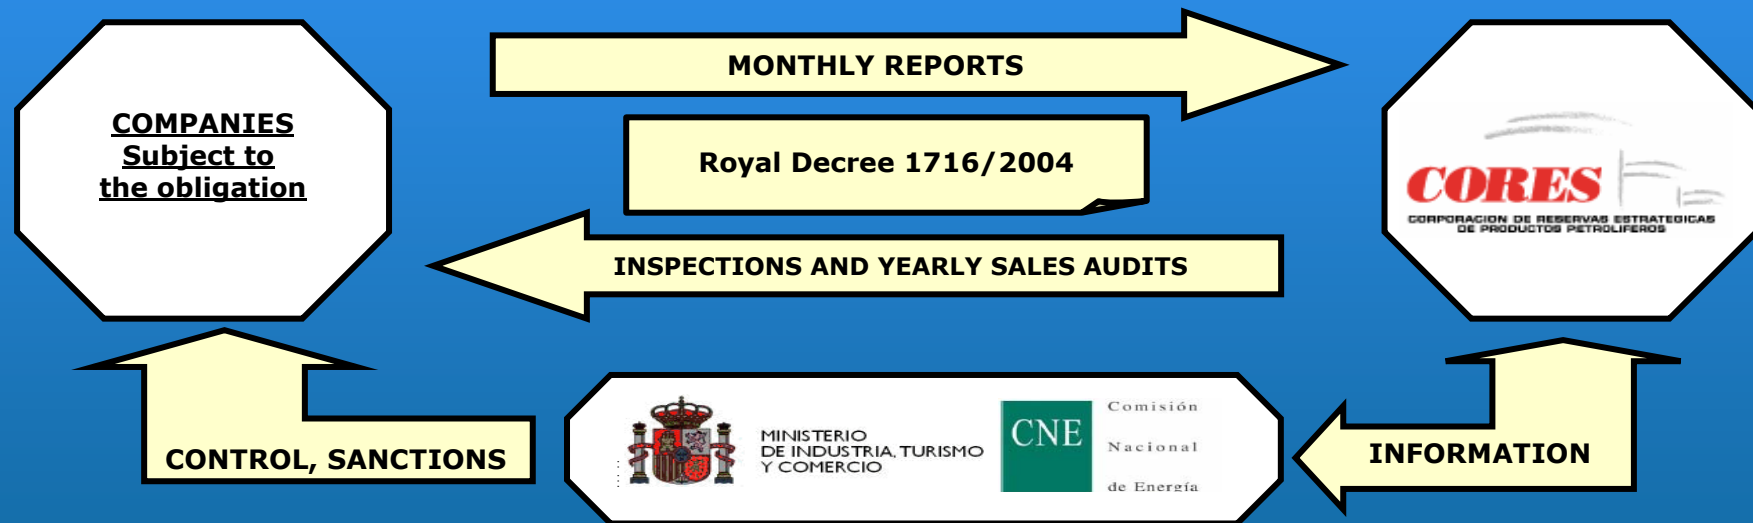 MONTHLY REPORTS
COMPANIES
Subject to
the obligation
Royal Decree 1716/2004
CORES
CORPORACION DE RESERVAS ESTRATEGICAS
DE PRODUCTOS PETROLIFEROS
INSPECTIONS AND YEARLY SALES AUDITS
CONTROL, SANCTIONS
MINISTERIO
DE INDUSTRIA, TURISMO
Y COMERCIO
CNE
Comisión
Nacional
de Energía
INFORMATION